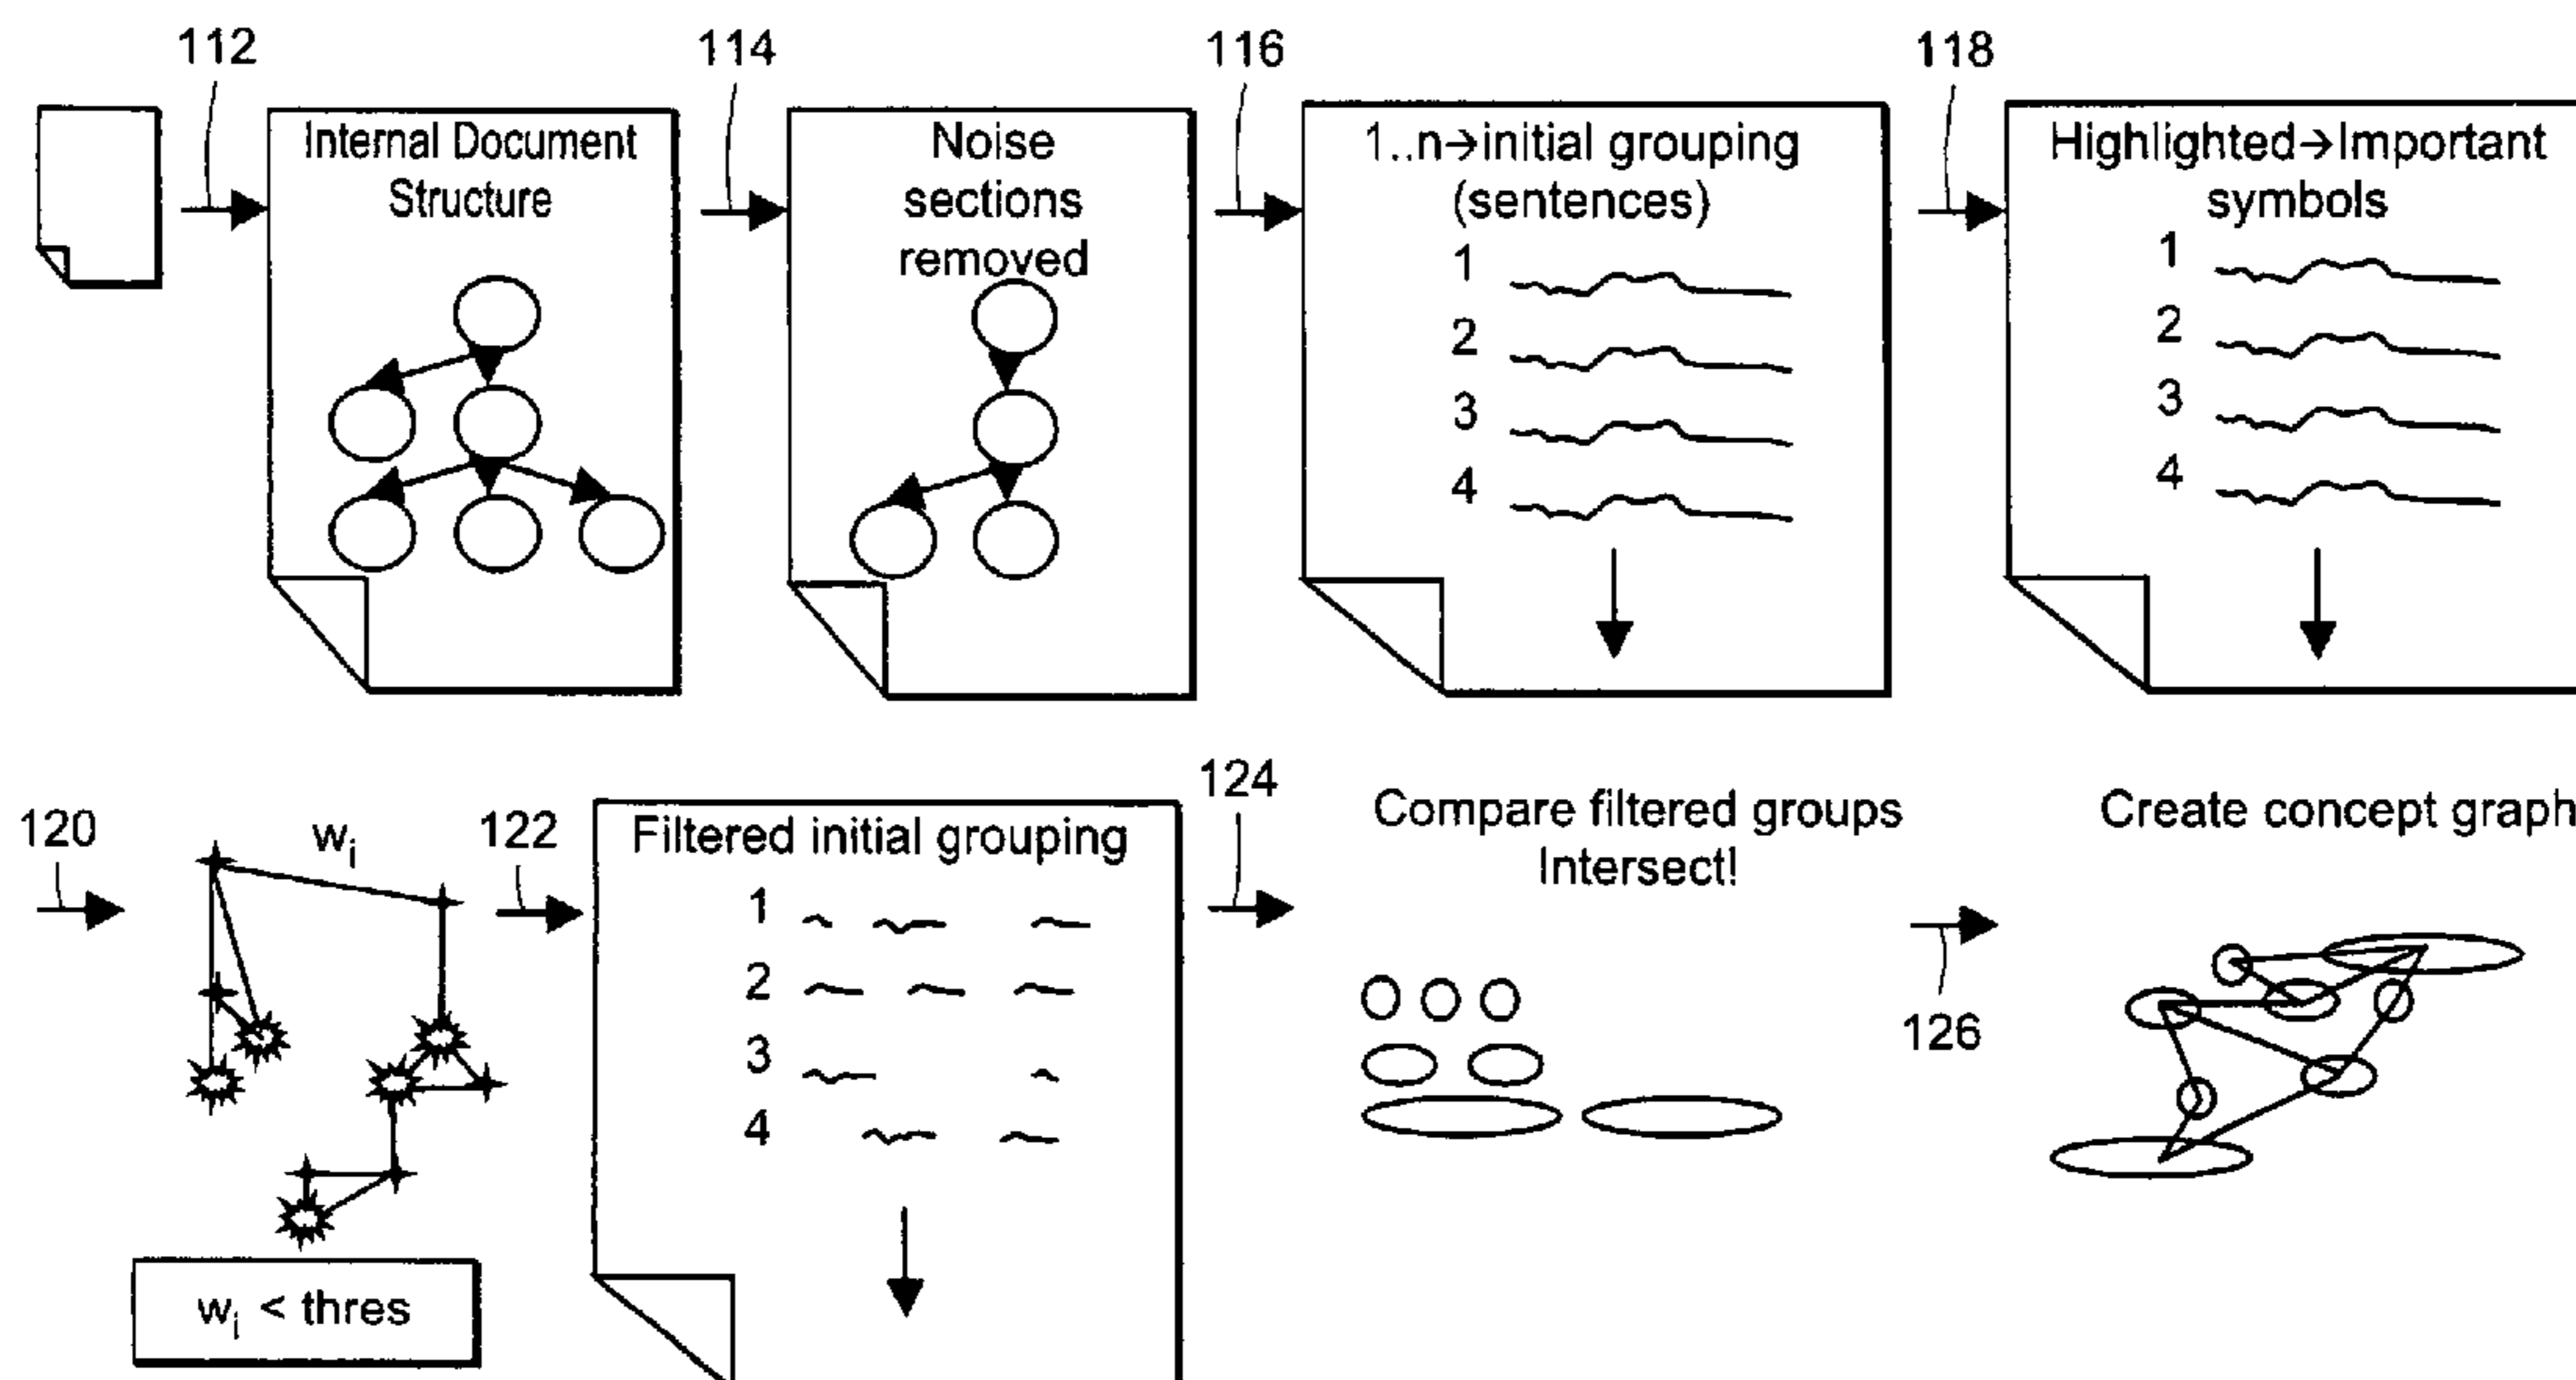 112
114
116
118
Internal Document
Structure
Noise
sections
removed
1..n→initial grouping
(sentences)
1
2
3
4
Highlighted→Important
symbols
1
2
3
4
120
wi
122
Filtered initial grouping
1
2
3
4
124
Compare filtered groups
Intersect!
126
Create concept graph
wi < thres